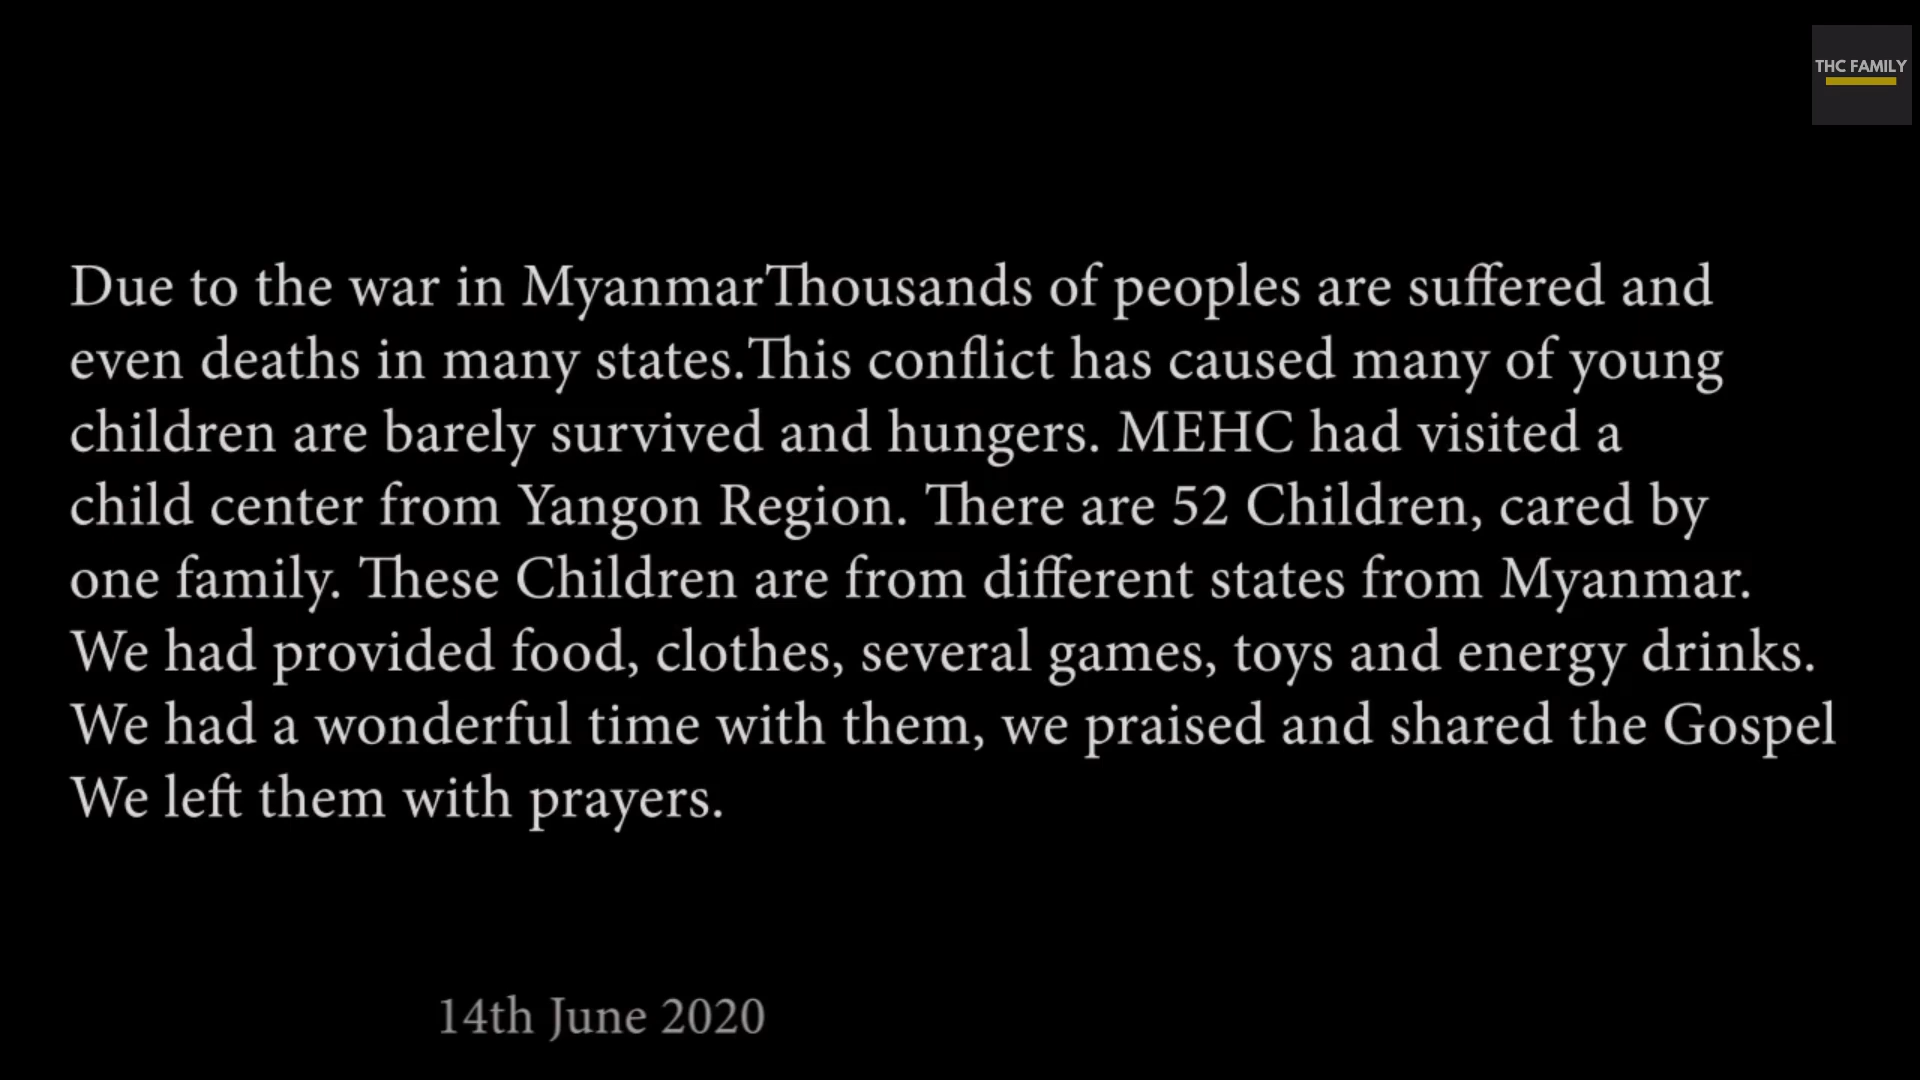 THC FAMILY
Due to the war in MyanmarThousands of peoples are suffered and
even deaths in many states.This conflict has caused many of young
children are barely survived and hungers. MEHC had visited a
child center from Yangon Region. There are 52 Children, cared by
one family. These Children are from different states from Myanmar.
We had provided food, clothes, several games, toys and energy drinks.
We had a wonderful time with them, we praised and shared the Gospel
We left them with prayers.
14th June 2020